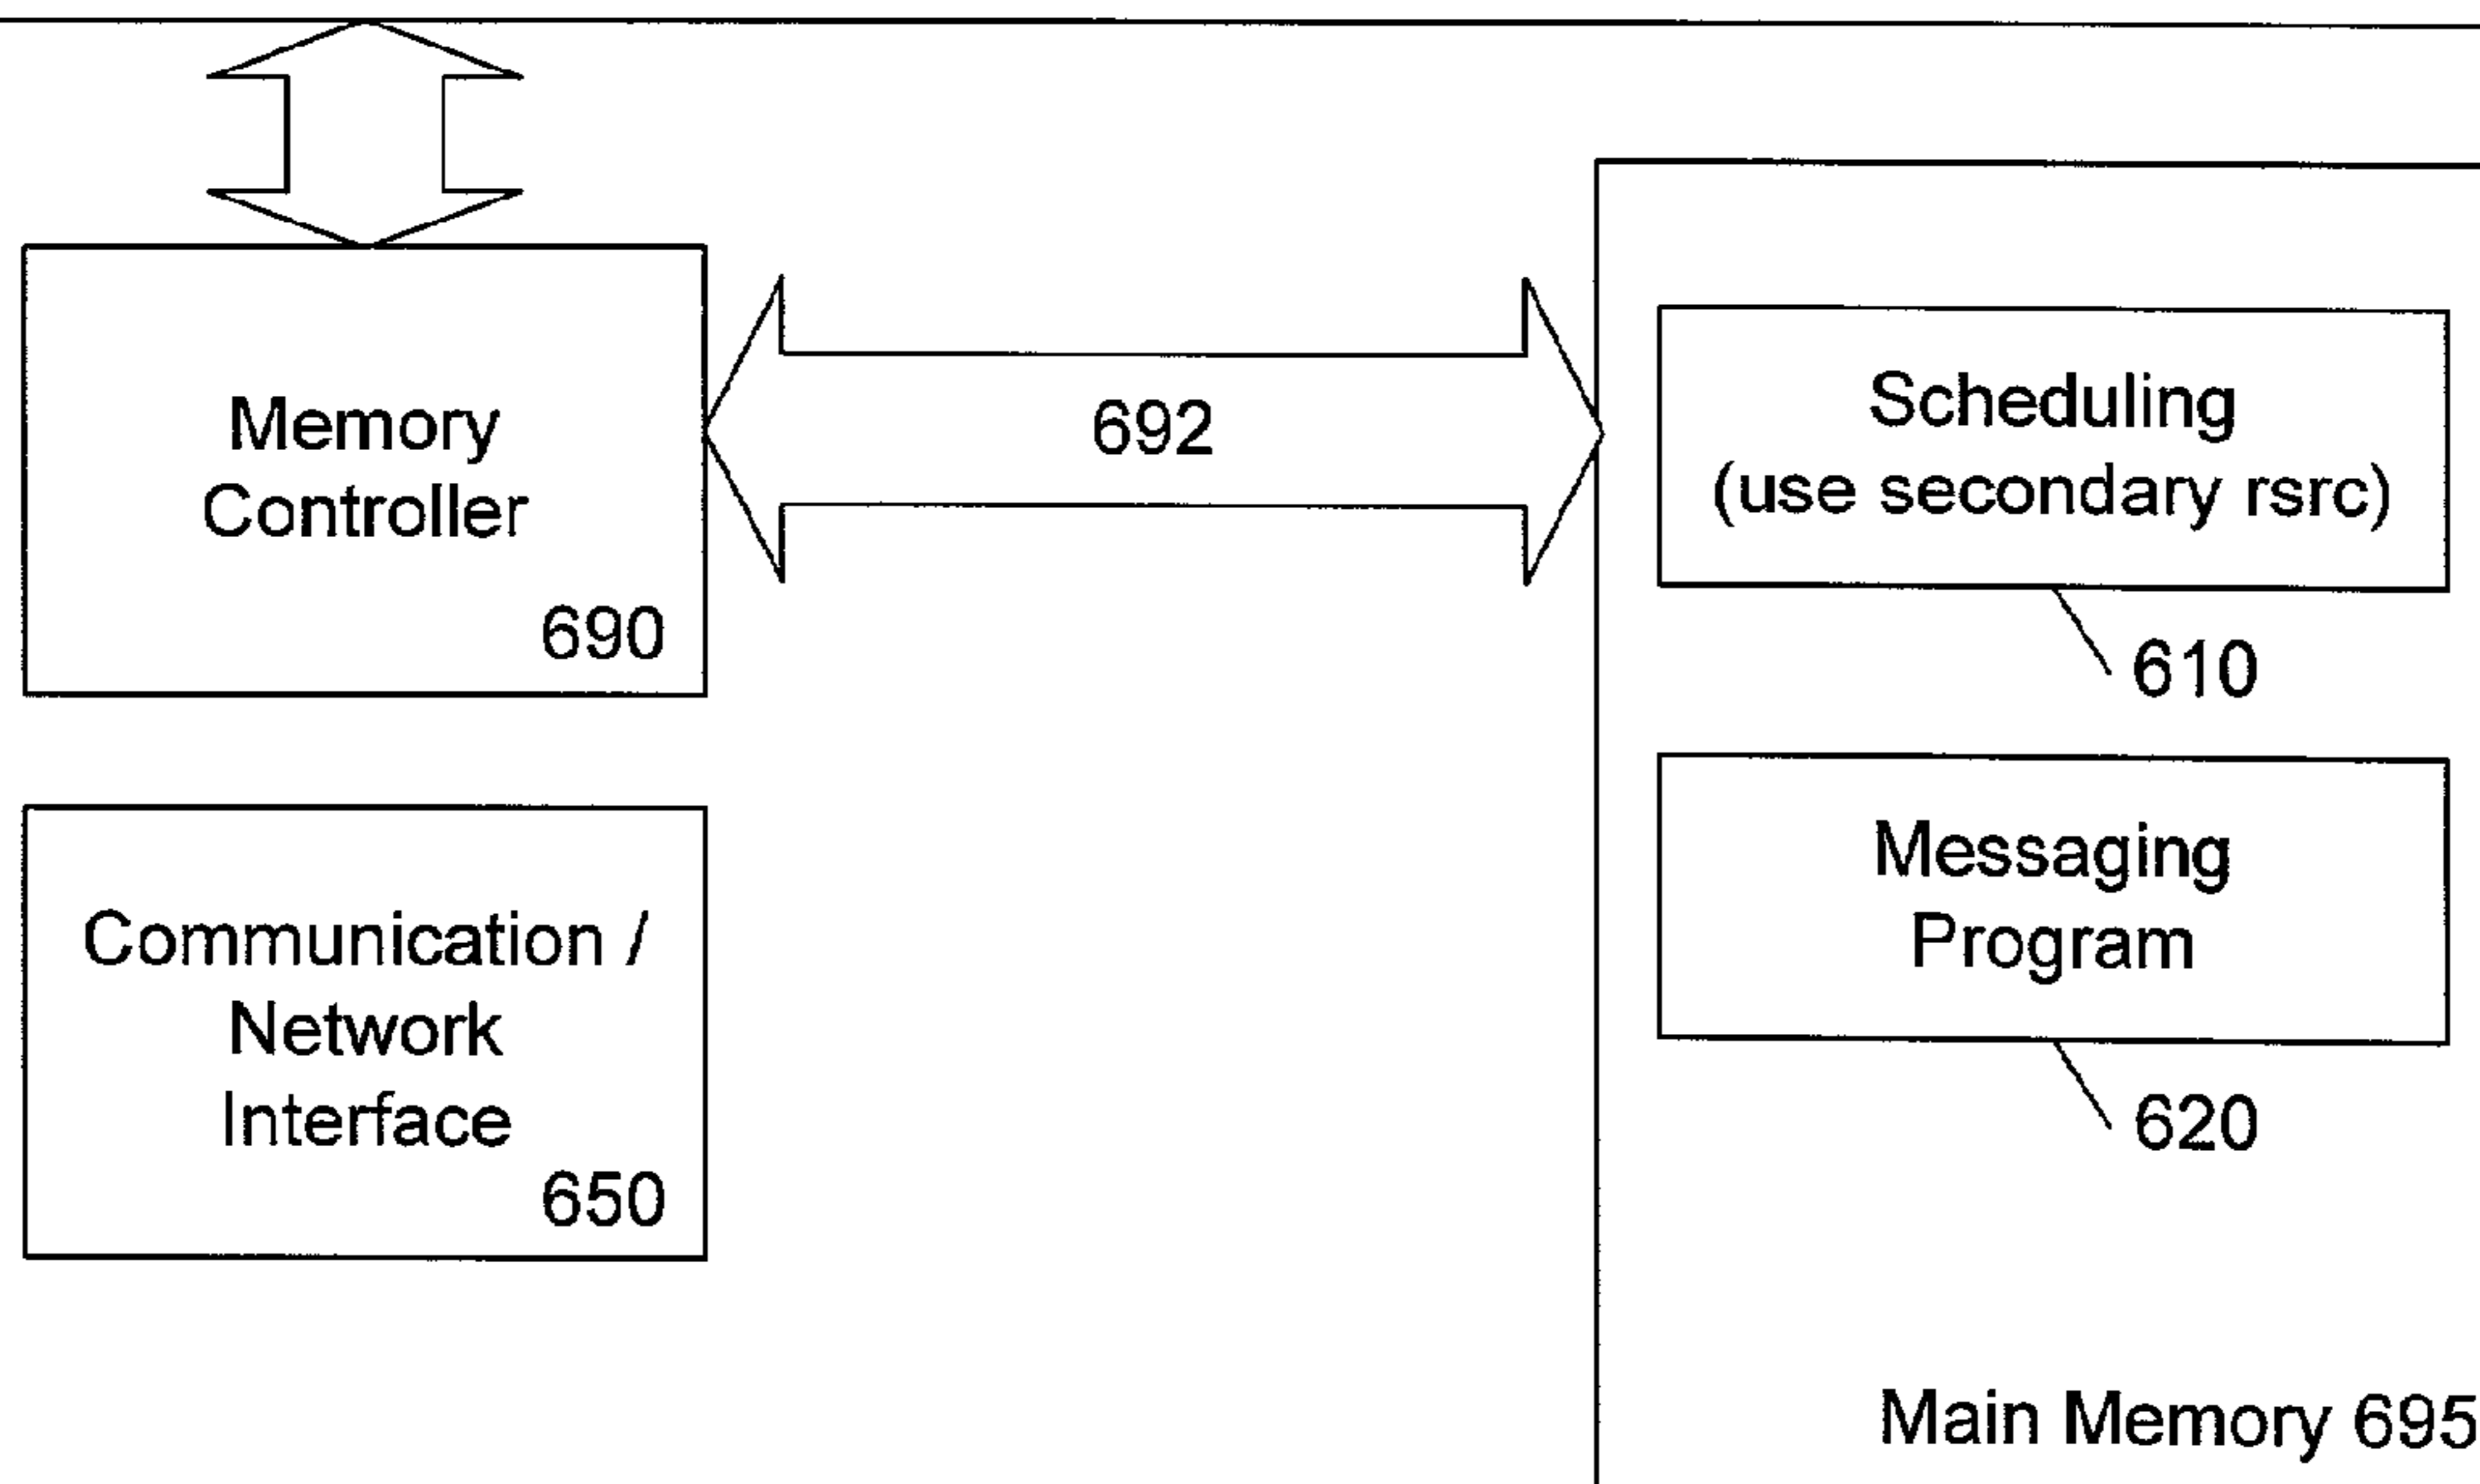 Memory
Controller
690
692
Scheduling
(use secondary rsrc)
610
Messaging
Program
620
Communication /
Network
Interface
650
Main Memory 695